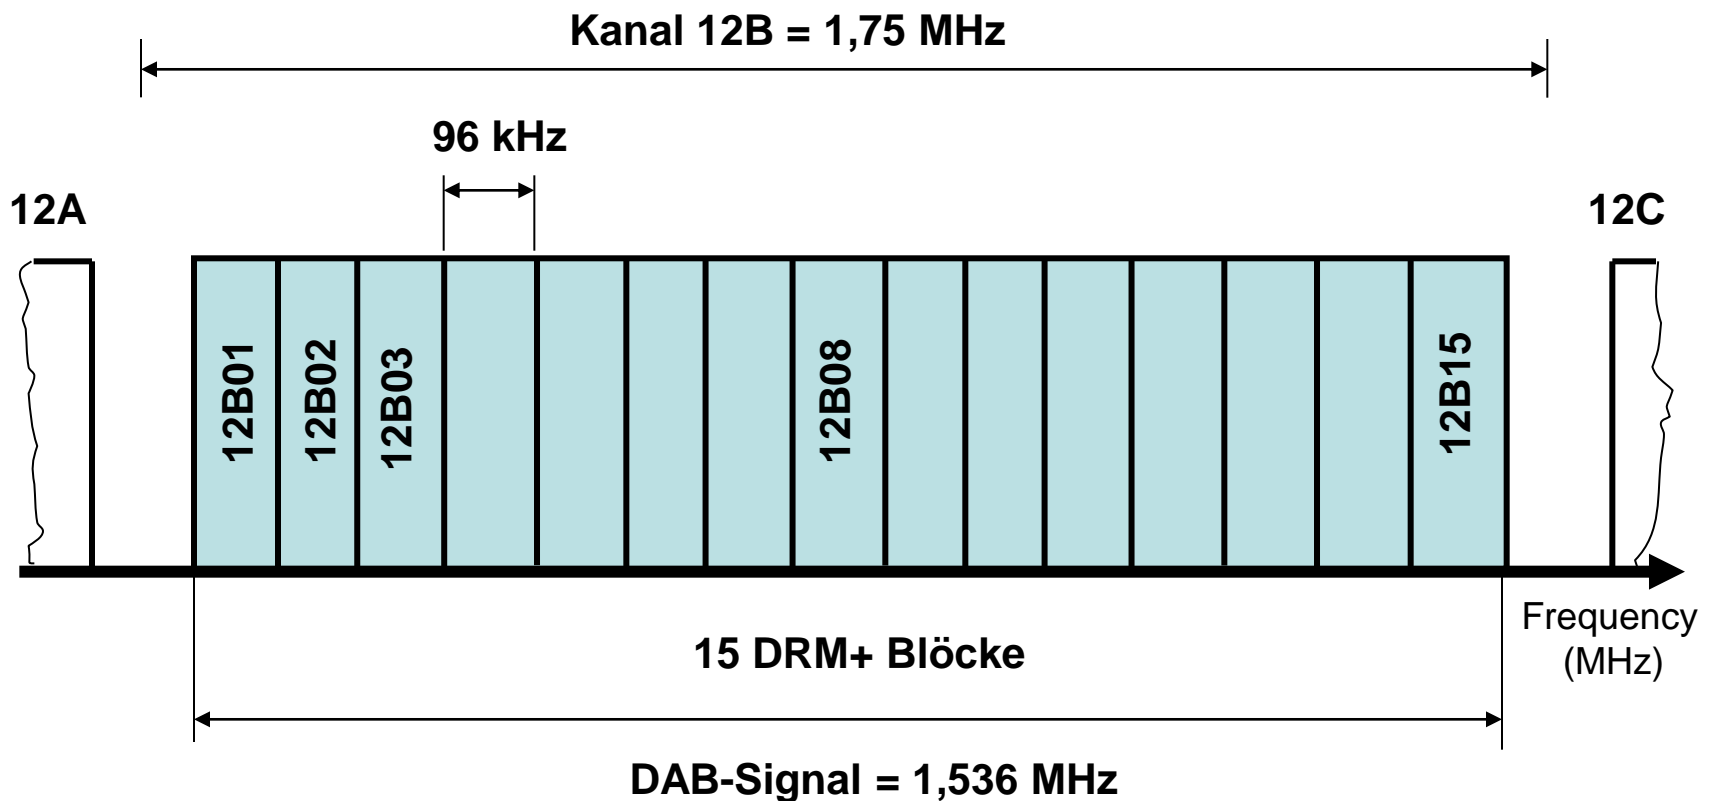 Kanal 12B = 1,75 MHz
96 kHz
12A
12C
12B01
12B02
12B03
12B08
12B15
Frequency
(MHz)
15 DRM+ Blöcke
DAB-Signal = 1,536 MHz